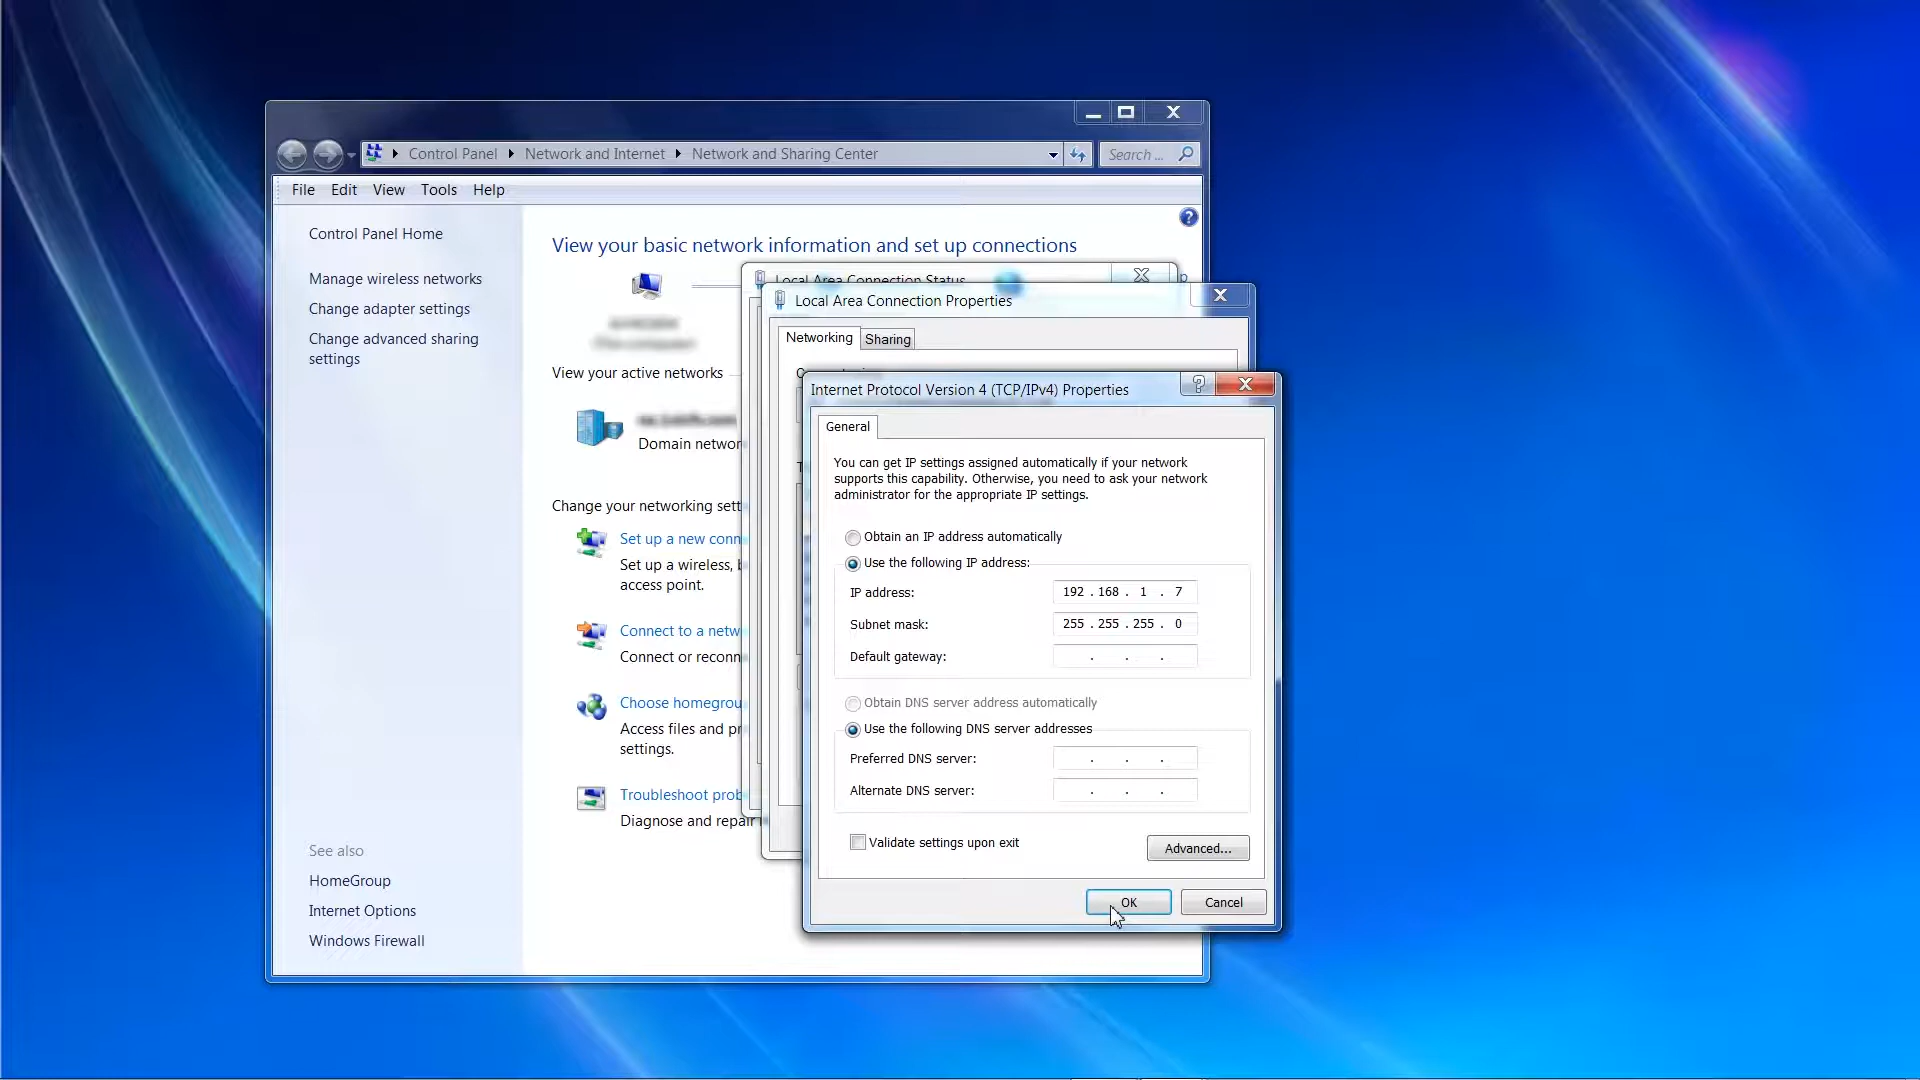 Control Panel ▸ Network and Internet ▸ Network and Sharing Center
Search ...
File Edit View Tools Help
Control Panel Home
Manage wireless networks
Change adapter settings
Change advanced sharing
settings
See also
HomeGroup
Internet Options
Windows Firewall
View your basic network information and set up connections
View your active networks
Domain networ
Change your networking sett
Set up a new conn
Set up a wireless, b
access point.
Connect to a netw
Connect or reconn
Choose homegrou
Access files and pr
settings.
Troubleshoot prob
Diagnose and repair
Local Area Connection Status
Local Area Connection Properties
Networking Sharing
Internet Protocol Version 4 (TCP/IPv4) Properties
General
You can get IP settings assigned automatically if your network
supports this capability. Otherwise, you need to ask your network
administrator for the appropriate IP settings.
Obtain an IP address automatically
Use the following IP address:
IP address: 192 . 168 . 1 . 7
Subnet mask: 255 . 255 . 255 . 0
Default gateway: . . .
Obtain DNS server address automatically
Use the following DNS server addresses
Preferred DNS server: . . .
Alternate DNS server: . . .
Validate settings upon exit
Advanced...
OK Cancel